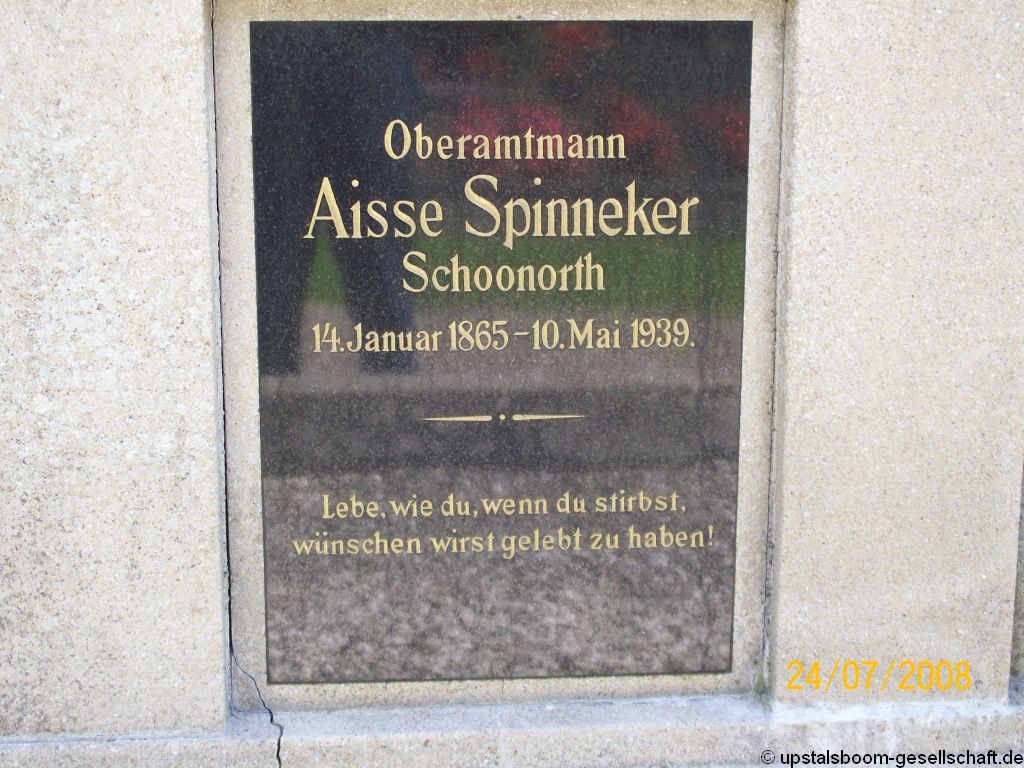 Oberamtmann
Aisse Spinneker
Schoonorth
14. Januar 1865 – 10. Mai 1939.
Lebe, wie du, wenn du stirbst,
wünschen wirst gelebt zu haben!
24/07/2008
© upstalsboom-gesellschaft.de